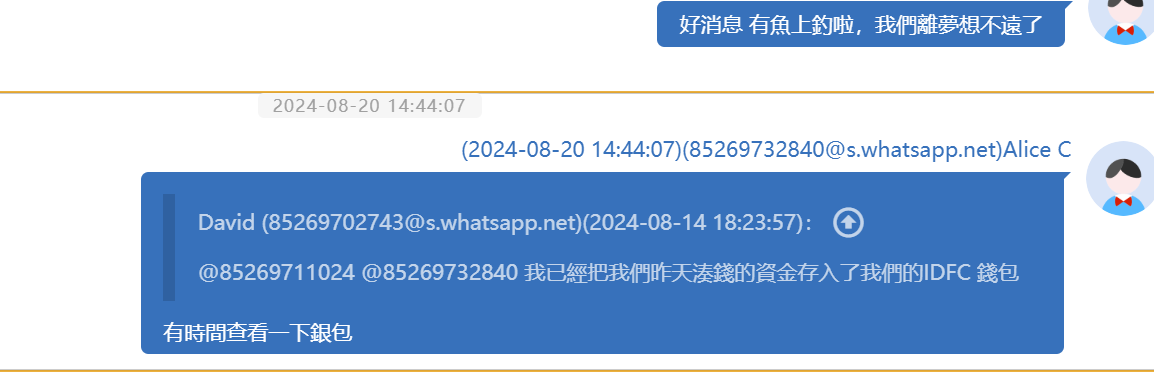 好消息 有魚上釣啦，我們離夢想不遠了
2024-08-20 14:44:07
(2024-08-20 14:44:07)(85269732840@s.whatsapp.net)Alice C
David (85269702743@s.whatsapp.net)(2024-08-14 18:23:57)：
@85269711024 @85269732840 我已經把我們昨天湊錢的資金存入了我們的IDFC 錢包
有時間查看一下銀包